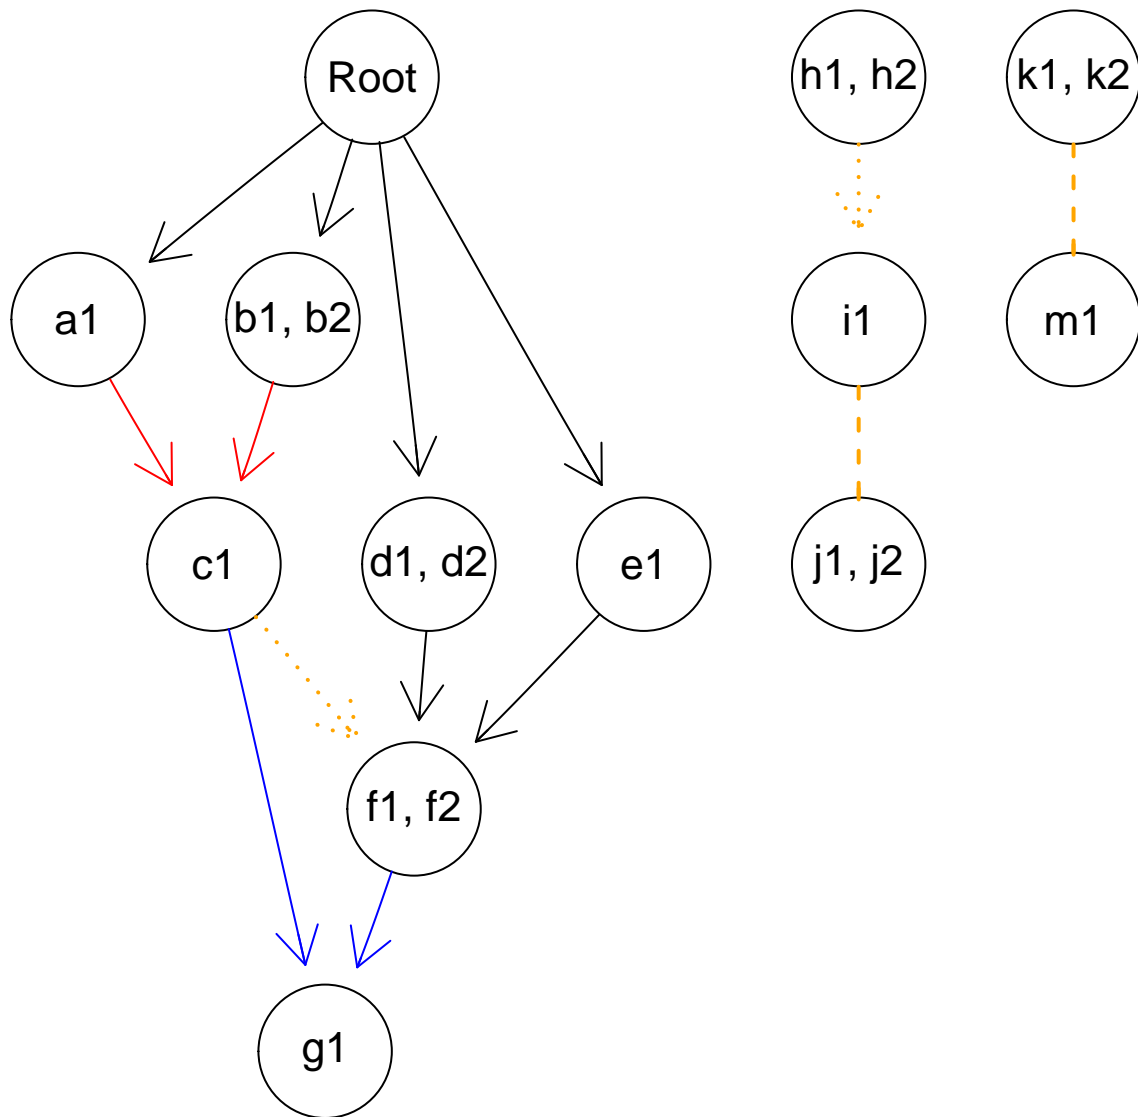 Root
h1, h2
k1, k2
a1
b1, b2
i1
m1
c1
d1, d2
e1
j1, j2
f1, f2
g1